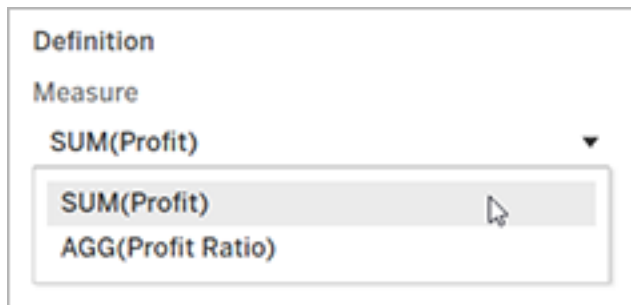 Definition
Measure
SUM(Profit)
SUM(Profit)
AGG(Profit Ratio)